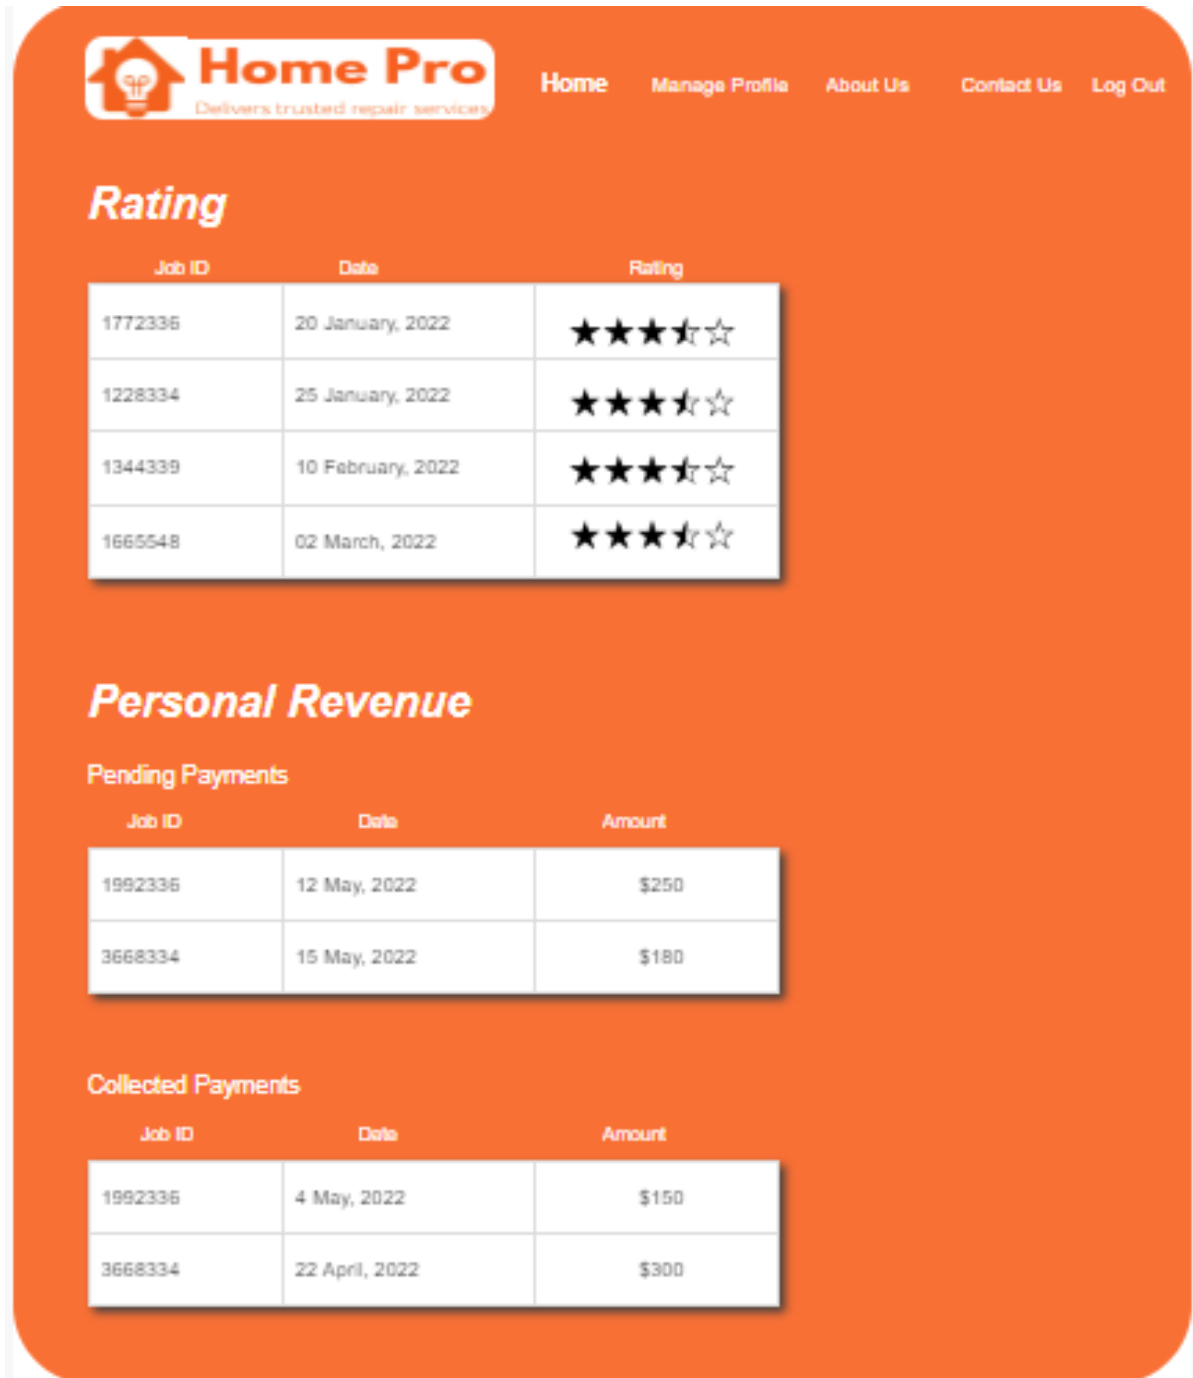 Home Pro
Delivers trusted repair services
Home Manage Profile About Us Contact Us Log Out
Rating
Job ID Date Rating
1772336 20 January, 2022 ★★★⯪☆
1228334 25 January, 2022 ★★★⯪☆
1344339 10 February, 2022 ★★★⯪☆
1665548 02 March, 2022 ★★★⯪☆
Personal Revenue
Pending Payments
Job ID Date Amount
1992336 12 May, 2022 $250
3668334 15 May, 2022 $180
Collected Payments
Job ID Date Amount
1992336 4 May, 2022 $150
3668334 22 April, 2022 $300